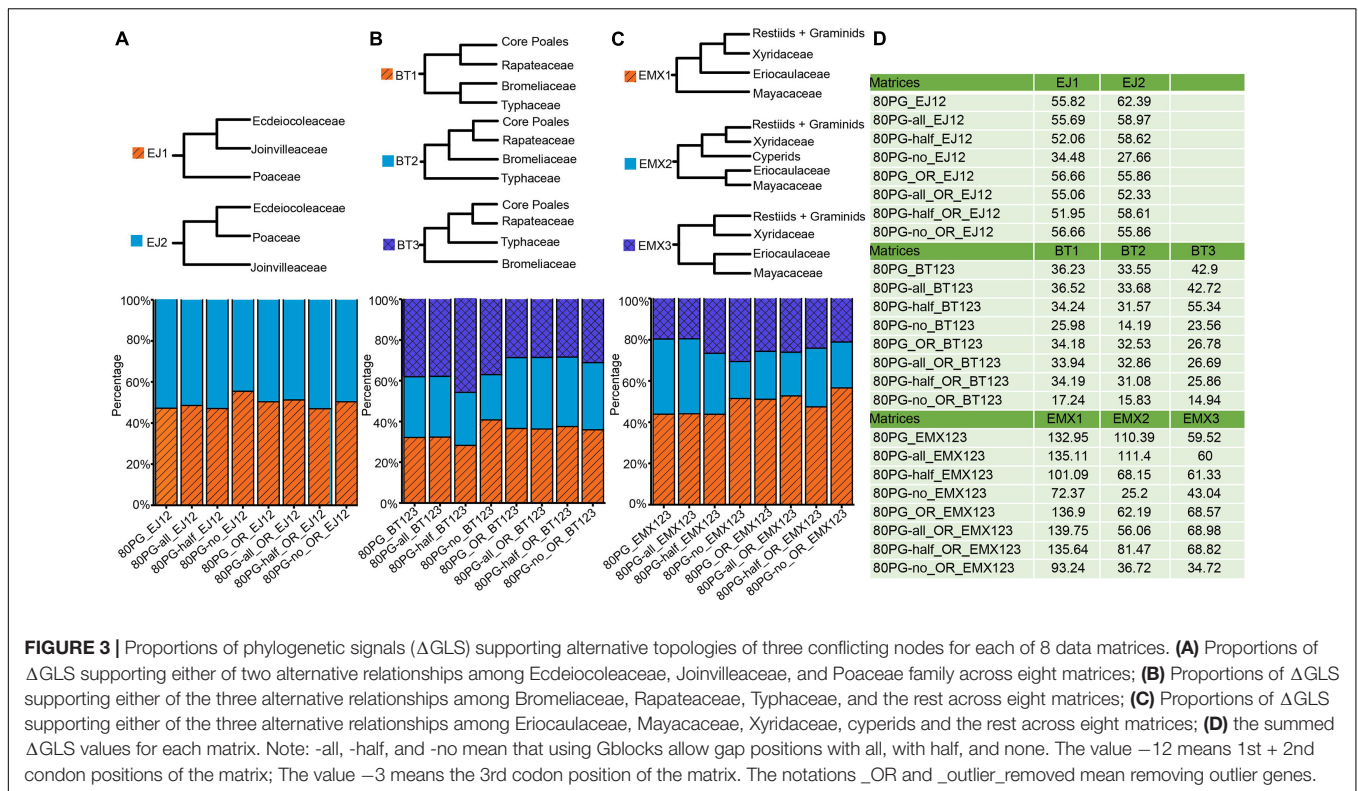 A
B
C
D
EJ1
Ecdeiocoleaceae
Joinvilleaceae
Poaceae
EJ2
Ecdeiocoleaceae
Poaceae
Joinvilleaceae
BT1
Core Poales
Rapateaceae
Bromeliaceae
Typhaceae
BT2
Core Poales
Rapateaceae
Bromeliaceae
Typhaceae
BT3
Core Poales
Rapateaceae
Typhaceae
Bromeliaceae
EMX1
Restiids + Graminids
Xyridaceae
Eriocaulaceae
Mayacaceae
EMX2
Restiids + Graminids
Xyridaceae
Cyperids
Eriocaulaceae
Mayacaceae
EMX3
Restiids + Graminids
Xyridaceae
Eriocaulaceae
Mayacaceae
Percentage
100%
80%
60%
40%
20%
0%
80PG_EJ12
80PG-all_EJ12
80PG-half_EJ12
80PG-no_EJ12
80PG_OR_EJ12
80PG-all_OR_EJ12
80PG-half_OR_EJ12
80PG-no_OR_EJ12
Percentage
100%
80%
60%
40%
20%
0%
80PG_BT123
80PG-all_BT123
80PG-half_BT123
80PG-no_BT123
80PG_OR_BT123
80PG-all_OR_BT123
80PG-half_OR_BT123
80PG-no_OR_BT123
Percentage
100%
80%
60%
40%
20%
0%
80PG_EMX123
80PG-all_EMX123
80PG-half_EMX123
80PG-no_EMX123
80PG_OR_EMX123
80PG-all_OR_EMX123
80PG-half_OR_EMX123
80PG-no_OR_EMX123
Matrices EJ1 EJ2
80PG_EJ12 55.82 62.39
80PG-all_EJ12 55.69 58.97
80PG-half_EJ12 52.06 58.62
80PG-no_EJ12 34.48 27.66
80PG_OR_EJ12 56.66 55.86
80PG-all_OR_EJ12 55.06 52.33
80PG-half_OR_EJ12 51.95 58.61
80PG-no_OR_EJ12 56.66 55.86
Matrices BT1 BT2 BT3
80PG_BT123 36.23 33.55 42.9
80PG-all_BT123 36.52 33.68 42.72
80PG-half_BT123 34.24 31.57 55.34
80PG-no_BT123 25.98 14.19 23.56
80PG_OR_BT123 34.18 32.53 26.78
80PG-all_OR_BT123 33.94 32.86 26.69
80PG-half_OR_BT123 34.19 31.08 25.86
80PG-no_OR_BT123 17.24 15.83 14.94
Matrices EMX1 EMX2 EMX3
80PG_EMX123 132.95 110.39 59.52
80PG-all_EMX123 135.11 111.4 60
80PG-half_EMX123 101.09 68.15 61.33
80PG-no_EMX123 72.37 25.2 43.04
80PG_OR_EMX123 136.9 62.19 68.57
80PG-all_OR_EMX123 139.75 56.06 68.98
80PG-half_OR_EMX123 135.64 81.47 68.82
80PG-no_OR_EMX123 93.24 36.72 34.72
FIGURE 3 | Proportions of phylogenetic signals (ΔGLS) supporting alternative topologies of three conflicting nodes for each of 8 data matrices. (A) Proportions of
ΔGLS supporting either of two alternative relationships among Ecdeiocoleaceae, Joinvilleaceae, and Poaceae family across eight matrices; (B) Proportions of ΔGLS
supporting either of the three alternative relationships among Bromeliaceae, Rapateaceae, Typhaceae, and the rest across eight matrices; (C) Proportions of ΔGLS
supporting either of the three alternative relationships among Eriocaulaceae, Mayacaceae, Xyridaceae, cyperids and the rest across eight matrices; (D) the summed
ΔGLS values for each matrix. Note: -all, -half, and -no mean that using Gblocks allow gap positions with all, with half, and none. The value −12 means 1st + 2nd
condon positions of the matrix; The value −3 means the 3rd codon position of the matrix. The notations _OR and _outlier_removed mean removing outlier genes.